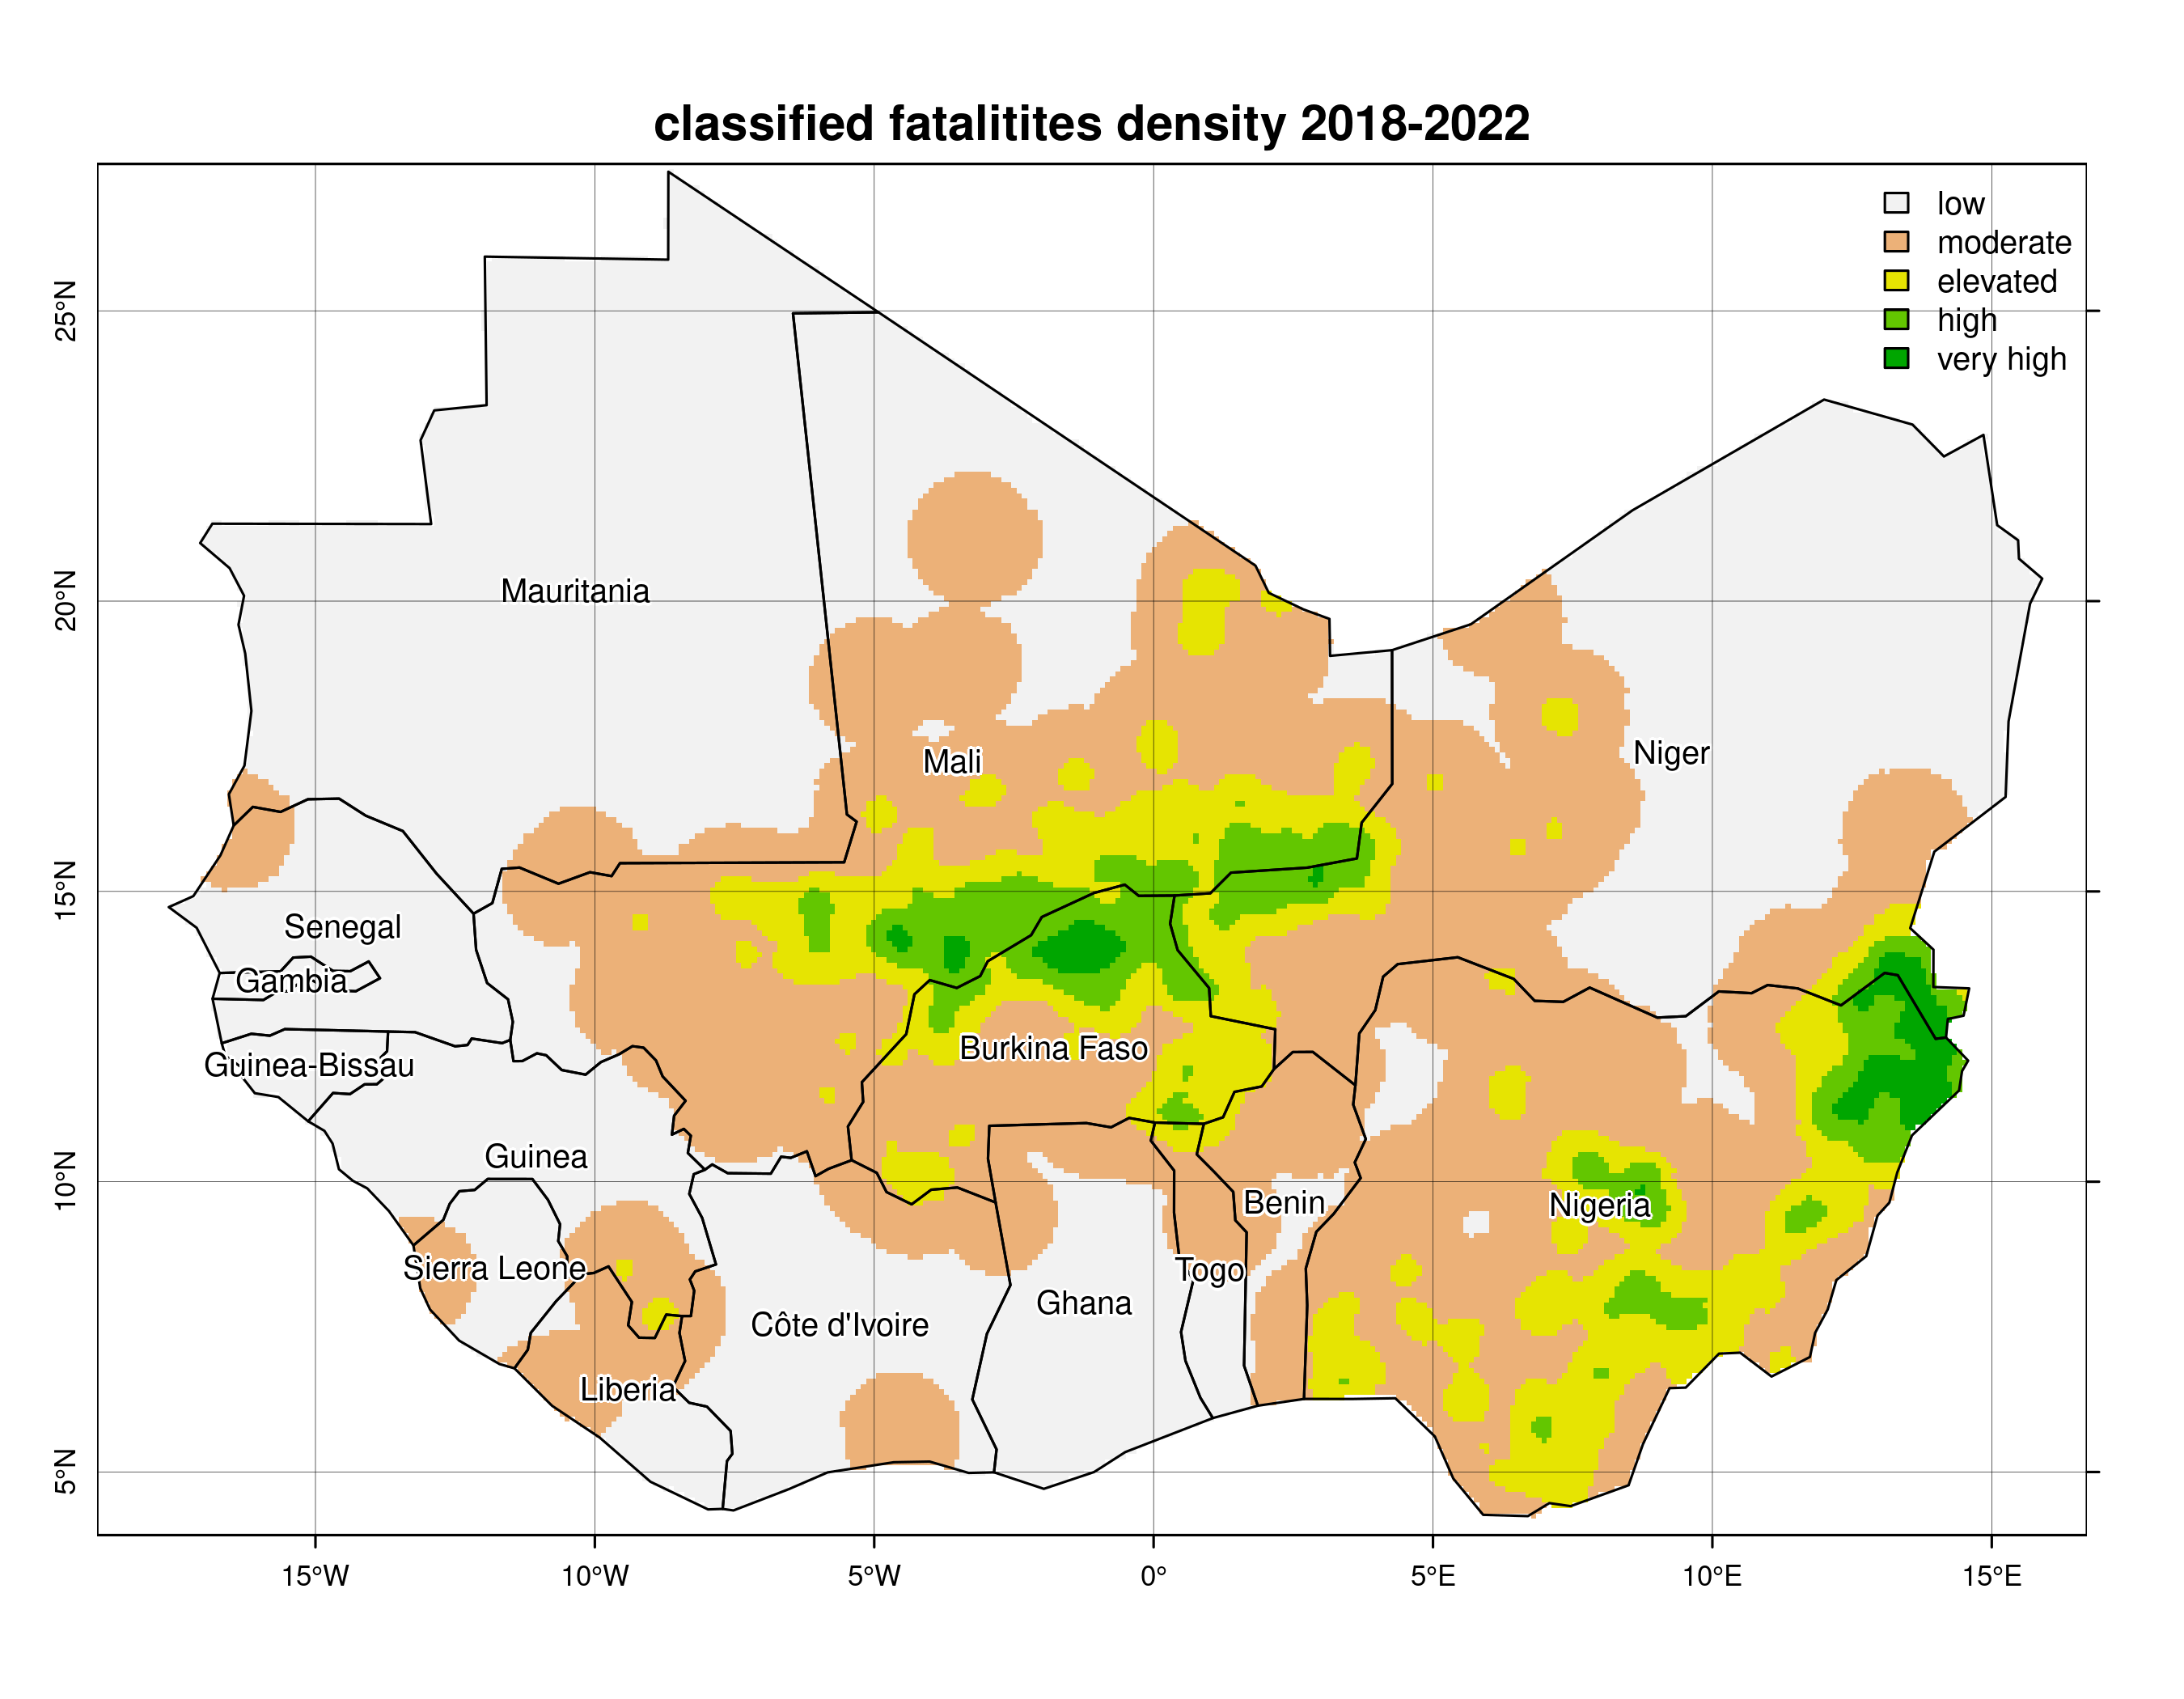 classified fatalitites density 2018-2022
low
moderate
elevated
high
very high
25°N
20°N
15°N
10°N
5°N
Mauritania
Mali
Niger
Senegal
Gambia
Guinea-Bissau
Burkina Faso
Guinea
Sierra Leone
Liberia
Côte d'Ivoire
Ghana
Togo
Benin
Nigeria
15°W
10°W
5°W
0°
5°E
10°E
15°E